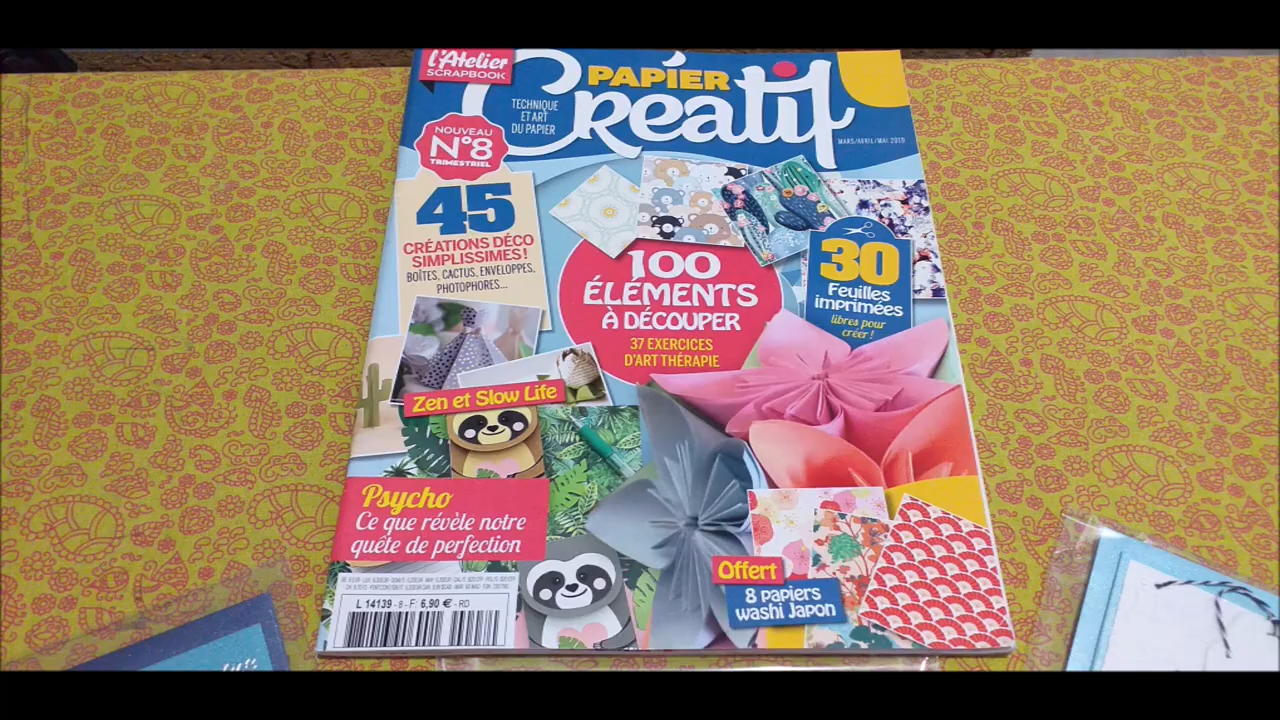 l'Atelier
SCRAPBOOK
PAPIER
Créatif
TECHNIQUE
ET ART
DU PAPIER
MARS/AVRIL/MAI 2019
NOUVEAU
N°8
TRIMESTRIEL
45
CRÉATIONS DÉCO
SIMPLISSIMES !
BOÎTES, CACTUS, ENVELOPPES,
PHOTOPHORES...
100
ÉLÉMENTS
À DÉCOUPER
37 EXERCICES
D'ART THÉRAPIE
30
Feuilles
imprimées
libres pour
créer !
Zen et Slow Life
Psycho
Ce que révèle notre
quête de perfection
Offert
8 papiers
washi Japon
L 14139 - 8 - F: 6,90 € - RD